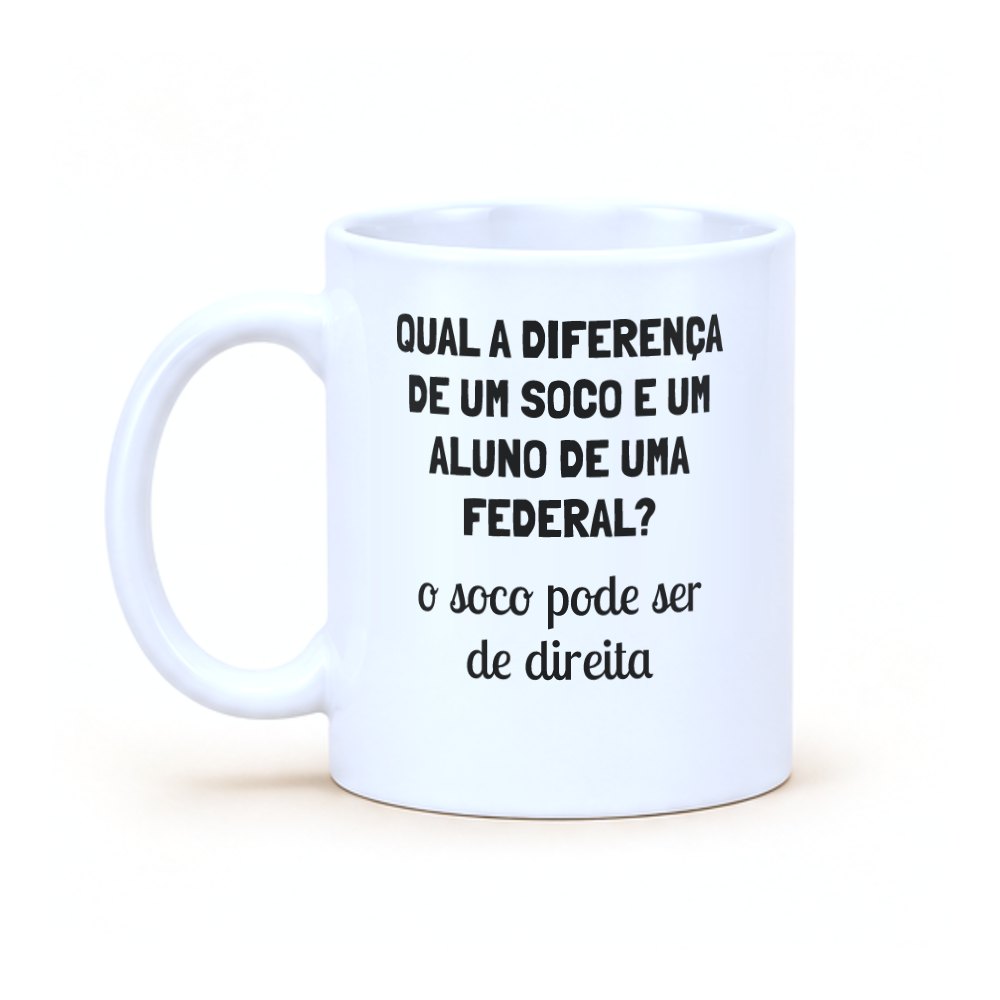 QUAL A DIFERENÇA
DE UM SOCO E UM
ALUNO DE UMA
FEDERAL?
o soco pode ser
de direita